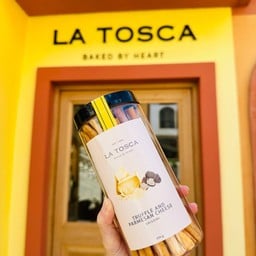 LA TOSCA
BAKED BY HEART
LA TOSCA
TRUFFLE AND
PARMESAN CHEESE